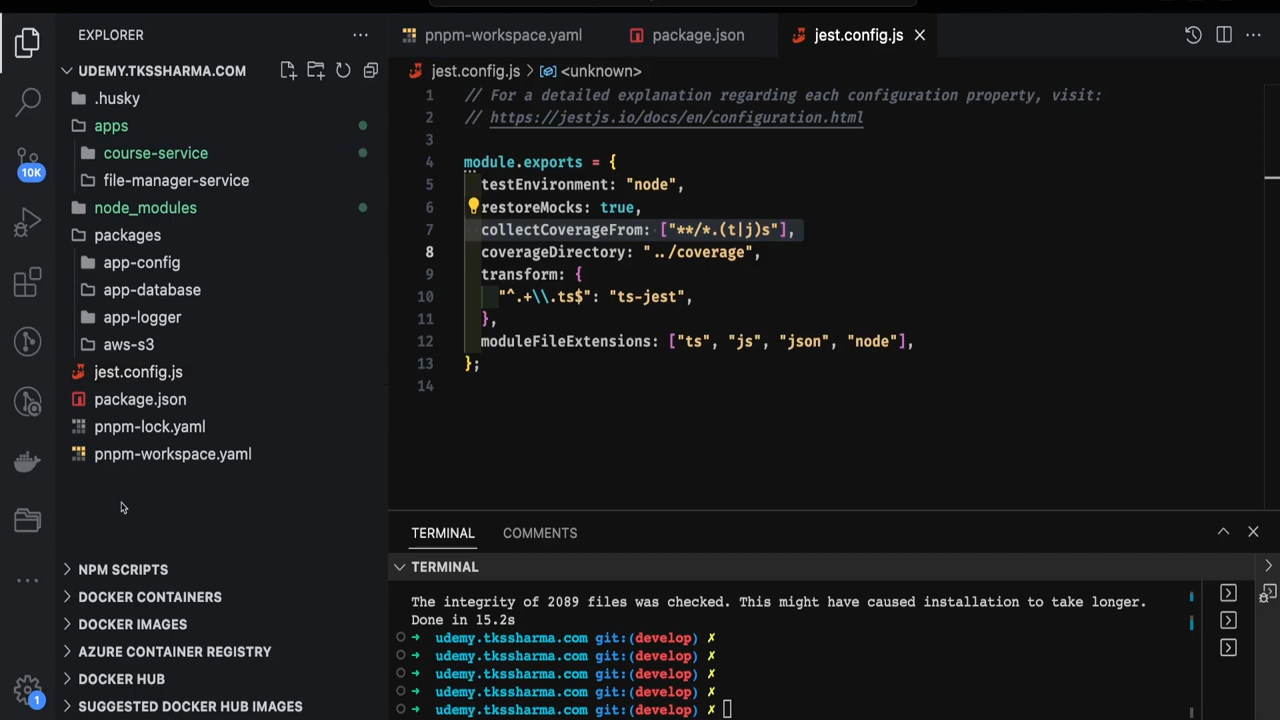 EXPLORER
UDEMY.TKSSHARMA.COM
.husky
apps
course-service
file-manager-service
node_modules
packages
app-config
app-database
app-logger
aws-s3
jest.config.js
package.json
pnpm-lock.yaml
pnpm-workspace.yaml
NPM SCRIPTS
DOCKER CONTAINERS
DOCKER IMAGES
AZURE CONTAINER REGISTRY
DOCKER HUB
SUGGESTED DOCKER HUB IMAGES
10K
1
pnpm-workspace.yaml
package.json
jest.config.js
jest.config.js > <unknown>
1 // For a detailed explanation regarding each configuration property, visit:
2 // https://jestjs.io/docs/en/configuration.html
3
4 module.exports = {
5 testEnvironment: "node",
6 restoreMocks: true,
7 collectCoverageFrom: ["**/*.(t|j)s"],
8 coverageDirectory: "../coverage",
9 transform: {
10 "^.+\\.ts$": "ts-jest",
11 },
12 moduleFileExtensions: ["ts", "js", "json", "node"],
13 };
14
TERMINAL
COMMENTS
TERMINAL
The integrity of 2089 files was checked. This might have caused installation to take longer.
Done in 15.2s
→ udemy.tkssharma.com git:(develop) ✗
→ udemy.tkssharma.com git:(develop) ✗
→ udemy.tkssharma.com git:(develop) ✗
→ udemy.tkssharma.com git:(develop) ✗
→ udemy.tkssharma.com git:(develop) ✗